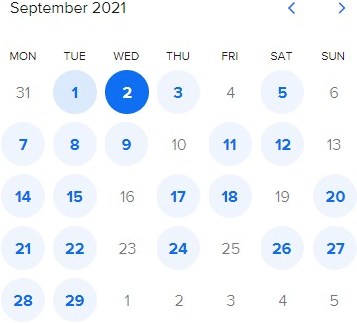 September 2021
MON TUE WED THU FRI SAT SUN
31 1 2 3 4 5 6
7 8 9 10 11 12 13
14 15 16 17 18 19 20
21 22 23 24 25 26 27
28 29 1 2 3 4 5